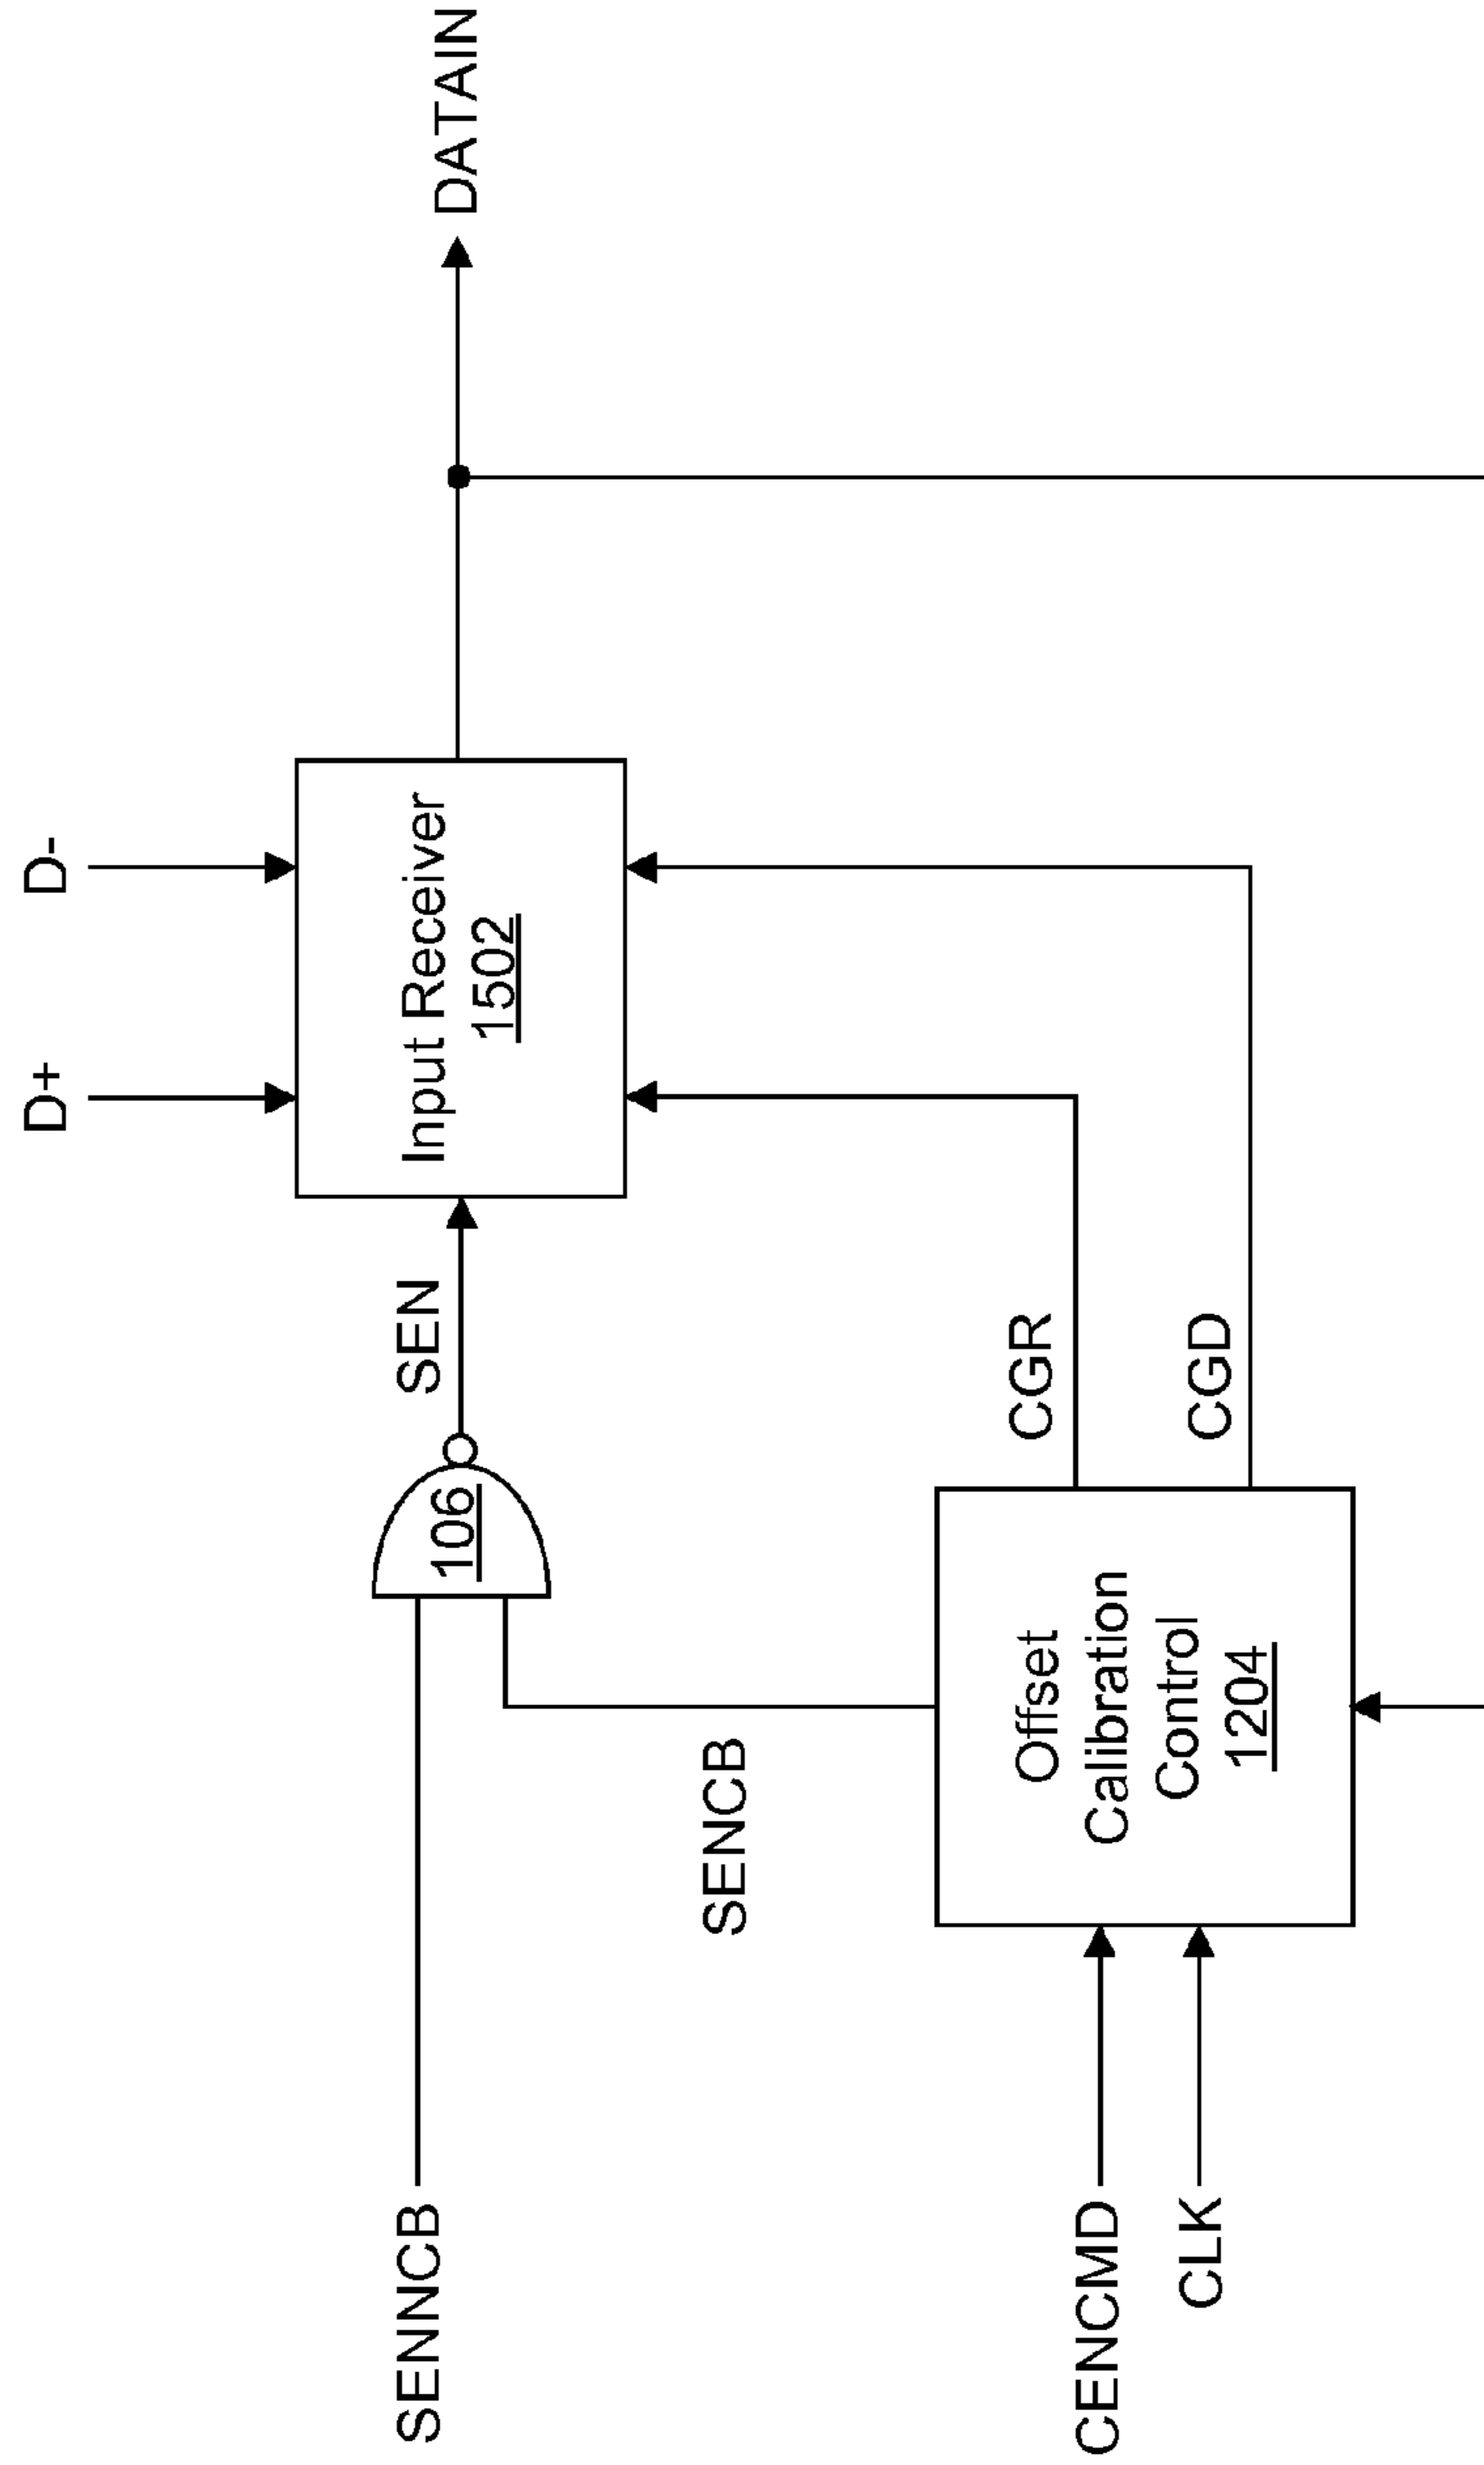 D+
D-
SENNCB
106
SEN
Input Receiver
1502
DATAIN
SENCB
CENCMD
CLK
Offset
Calibration
Control
1204
CGR
CGD